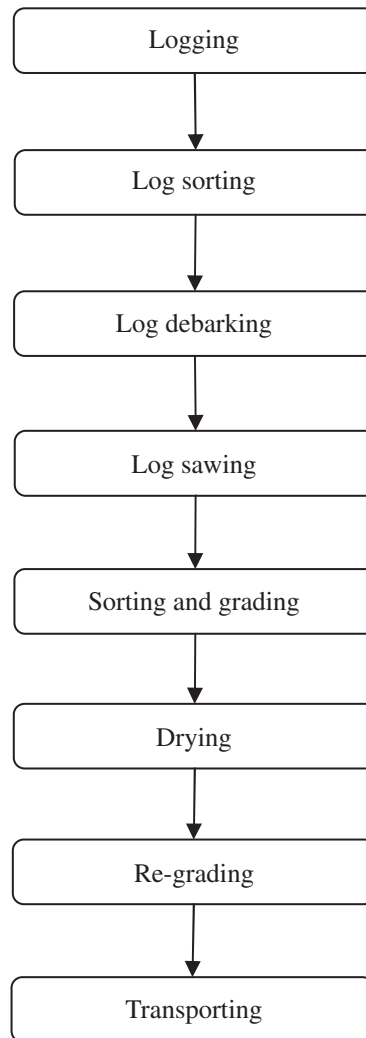 Logging
Log sorting
Log debarking
Log sawing
Sorting and grading
Drying
Re-grading
Transporting